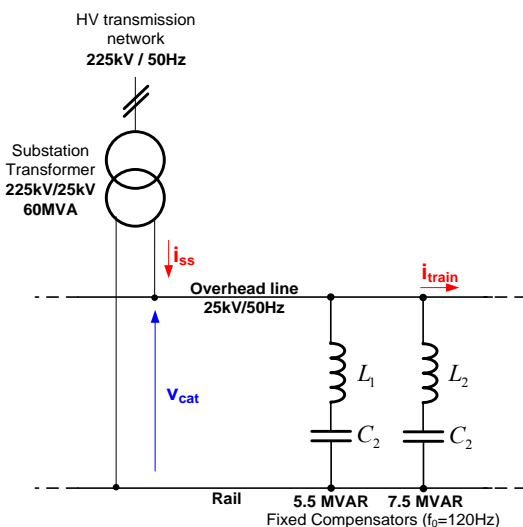 HV transmission
network
225kV / 50Hz
Substation
Transformer
225kV/25kV
60MVA
iss
itrain
Overhead line
25kV/50Hz
L1
L2
vcat
C2
C2
Rail
5.5 MVAR
7.5 MVAR
Fixed Compensators (f0=120Hz)